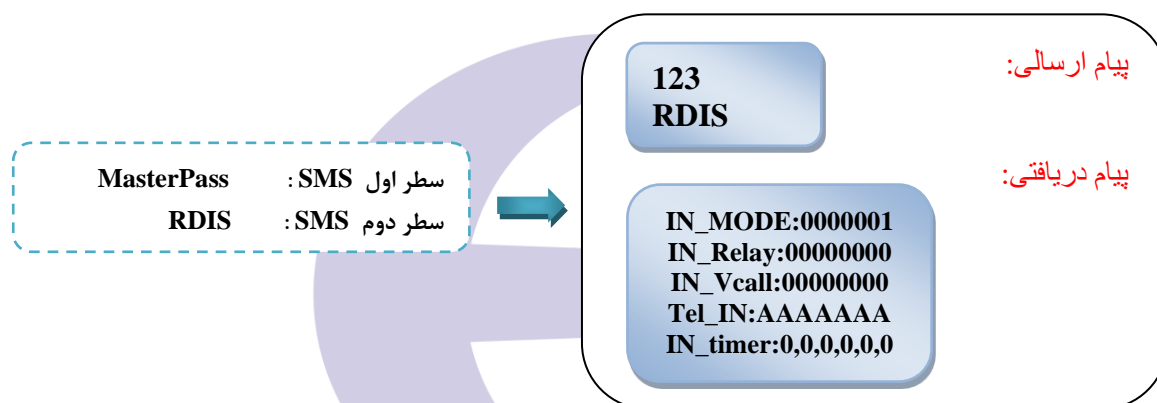 پیام ارسالی:
123
RDIS
سطر اول SMS : MasterPass
سطر دوم SMS : RDIS
پیام دریافتی:
IN_MODE:0000001
IN_Relay:00000000
IN_Vcall:00000000
Tel_IN:AAAAAAA
IN_timer:0,0,0,0,0,0